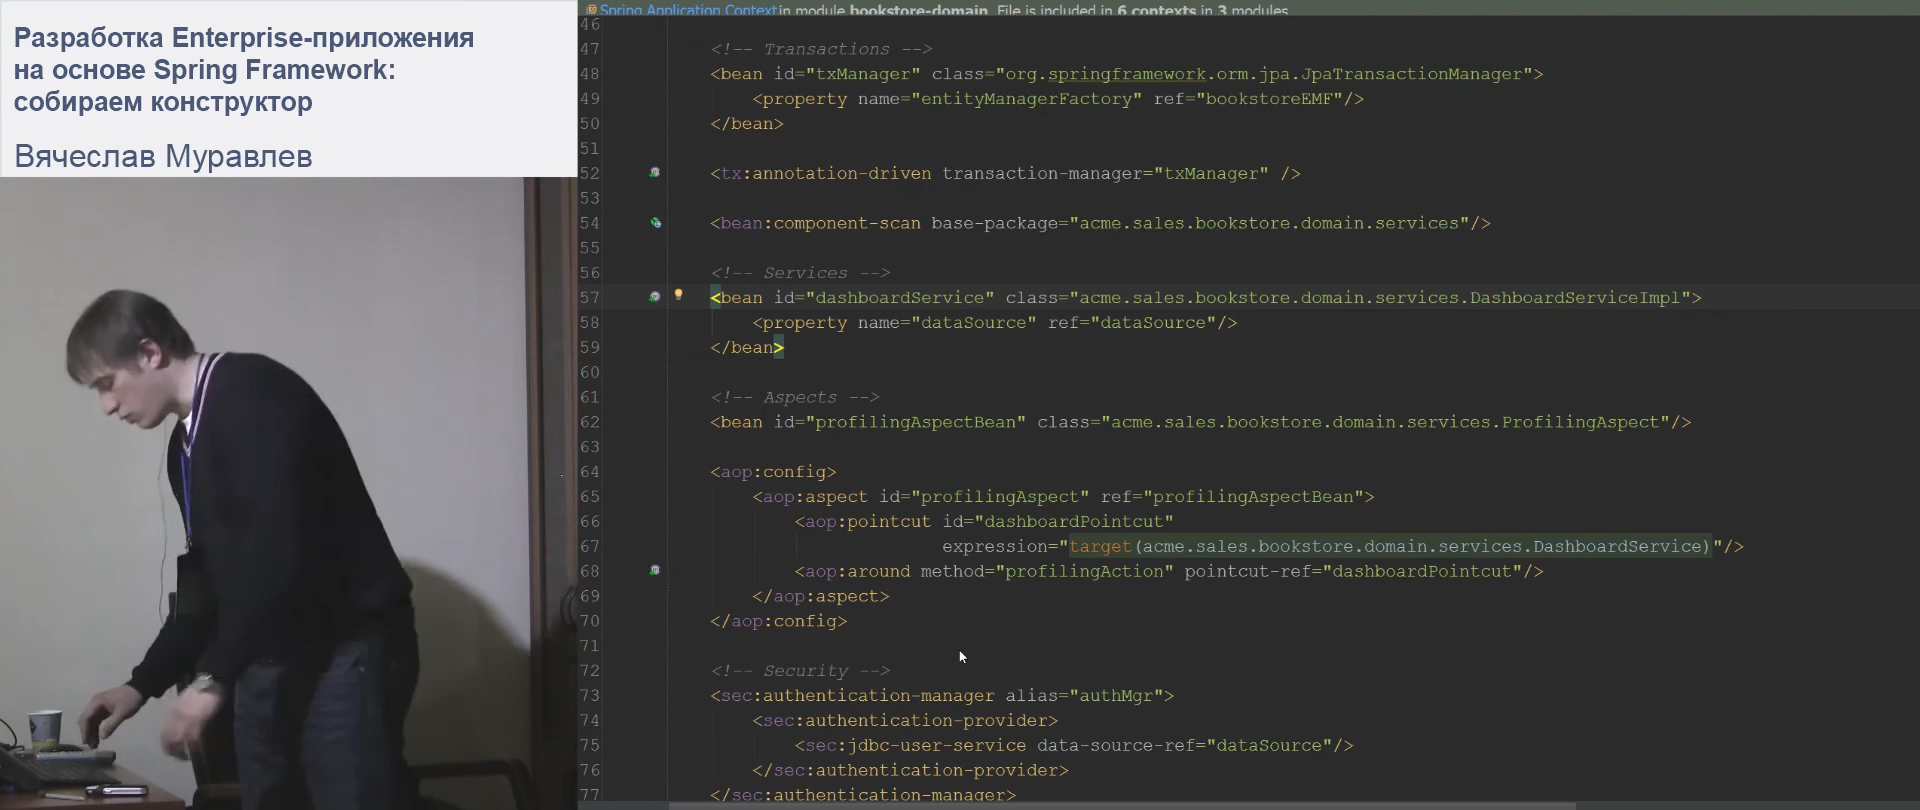 Разработка Enterprise-приложения
на основе Spring Framework:
собираем конструктор
Вячеслав Муравлев
Spring Application Context in module bookstore-domain. File is included in 6 contexts in 3 modules
46
47 <!-- Transactions -->
48 <bean id="txManager" class="org.springframework.orm.jpa.JpaTransactionManager">
49 <property name="entityManagerFactory" ref="bookstoreEMF"/>
50 </bean>
51
52 <tx:annotation-driven transaction-manager="txManager" />
53
54 <bean:component-scan base-package="acme.sales.bookstore.domain.services"/>
55
56 <!-- Services -->
57 <bean id="dashboardService" class="acme.sales.bookstore.domain.services.DashboardServiceImpl">
58 <property name="dataSource" ref="dataSource"/>
59 </bean>
60
61 <!-- Aspects -->
62 <bean id="profilingAspectBean" class="acme.sales.bookstore.domain.services.ProfilingAspect"/>
63
64 <aop:config>
65 <aop:aspect id="profilingAspect" ref="profilingAspectBean">
66 <aop:pointcut id="dashboardPointcut"
67 expression="target(acme.sales.bookstore.domain.services.DashboardService)"/>
68 <aop:around method="profilingAction" pointcut-ref="dashboardPointcut"/>
69 </aop:aspect>
70 </aop:config>
71
72 <!-- Security -->
73 <sec:authentication-manager alias="authMgr">
74 <sec:authentication-provider>
75 <sec:jdbc-user-service data-source-ref="dataSource"/>
76 </sec:authentication-provider>
77 </sec:authentication-manager>